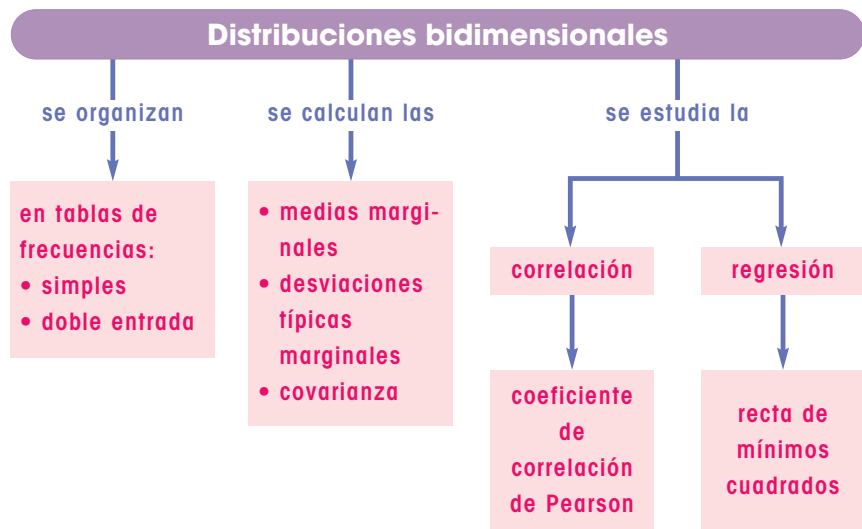 Distribuciones bidimensionales
se organizan
en tablas de
frecuencias:
• simples
• doble entrada
se calculan las
• medias margi-
nales
• desviaciones
típicas
marginales
• covarianza
se estudia la
correlación
coeficiente
de
correlación
de Pearson
regresión
recta de
mínimos
cuadrados